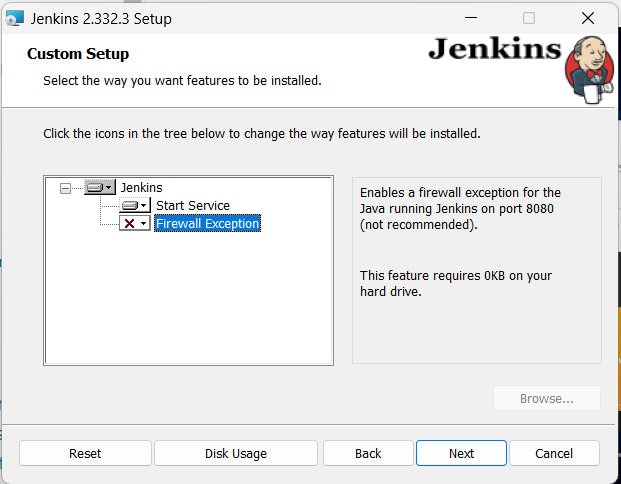 Jenkins 2.332.3 Setup
Custom Setup
Select the way you want features to be installed.
Jenkins
Click the icons in the tree below to change the way features will be installed.
Jenkins
Start Service
Firewall Exception
Enables a firewall exception for the
Java running Jenkins on port 8080
(not recommended).
This feature requires 0KB on your
hard drive.
Browse...
Reset
Disk Usage
Back
Next
Cancel